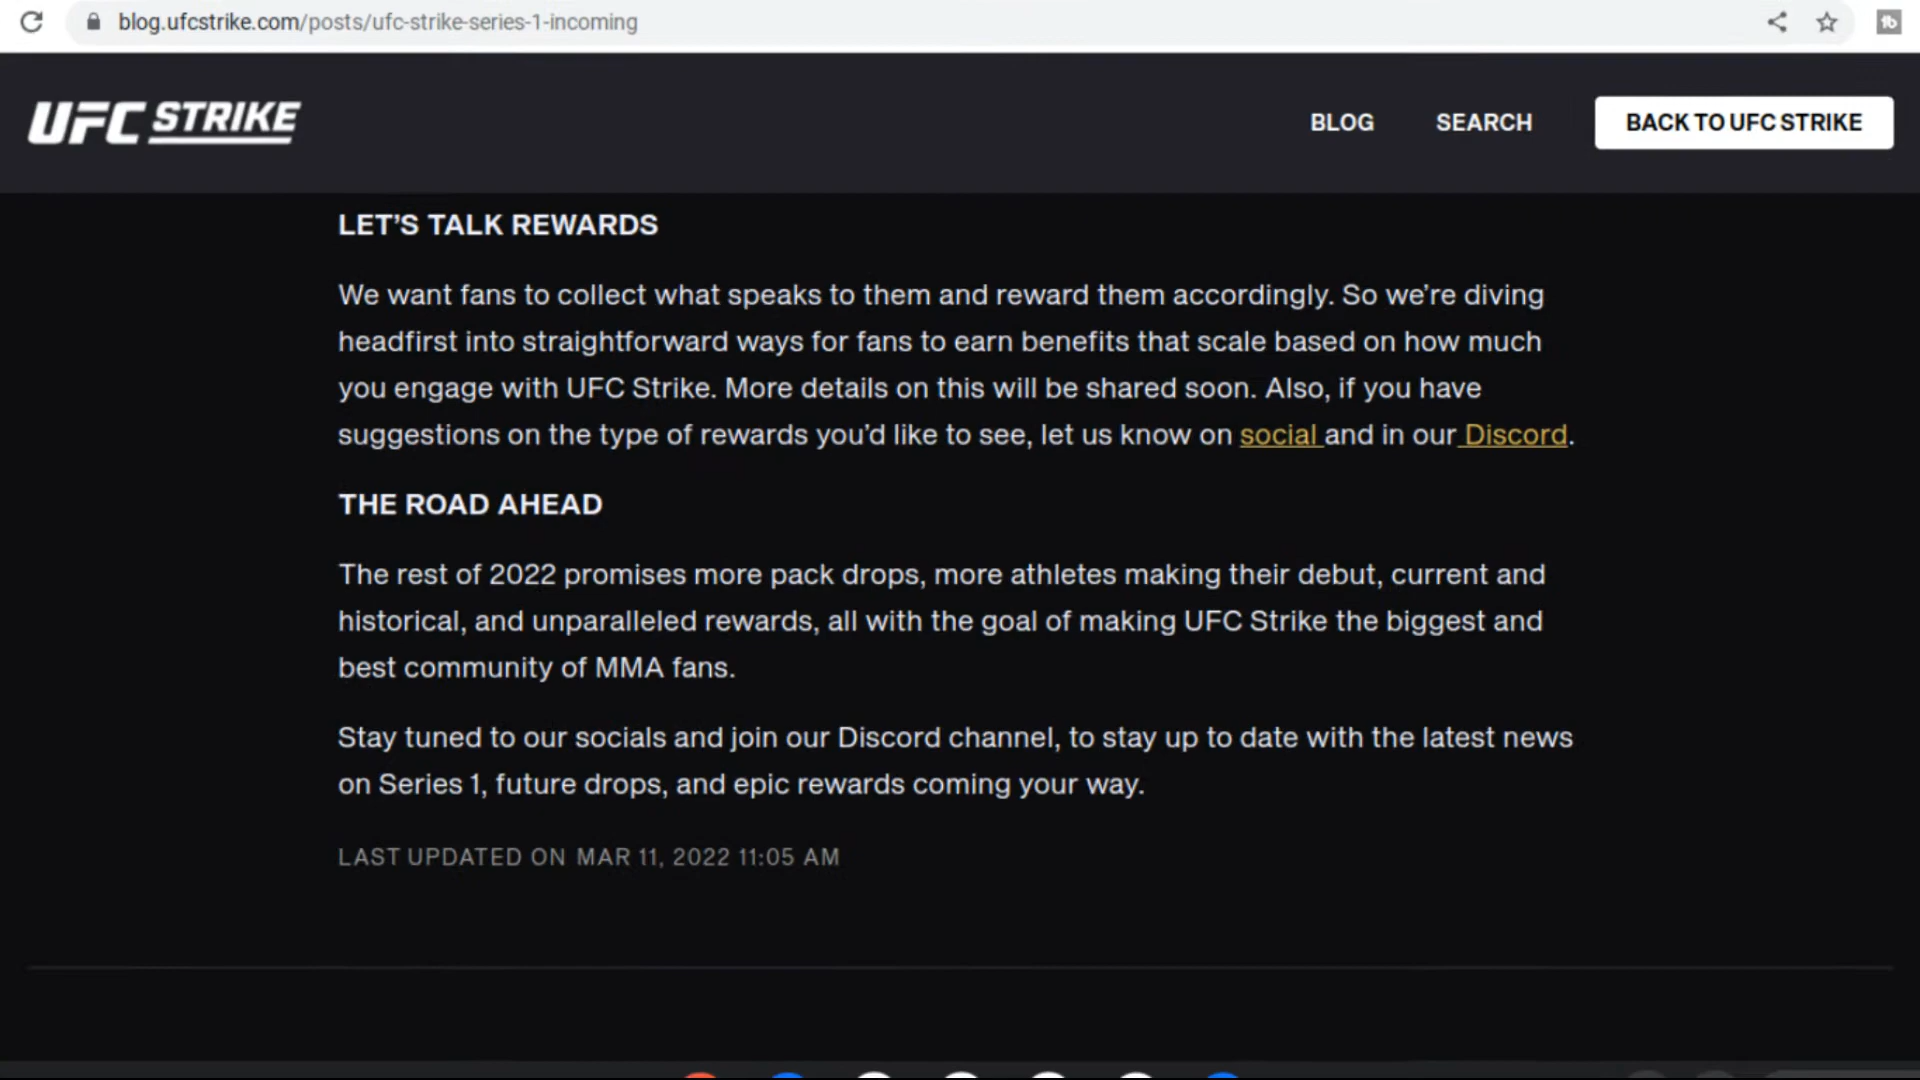 blog.ufcstrike.com/posts/ufc-strike-series-1-incoming
UFC STRIKE
BLOG
SEARCH
BACK TO UFC STRIKE
LET’S TALK REWARDS
We want fans to collect what speaks to them and reward them accordingly. So we’re diving
headfirst into straightforward ways for fans to earn benefits that scale based on how much
you engage with UFC Strike. More details on this will be shared soon. Also, if you have
suggestions on the type of rewards you’d like to see, let us know on social and in our Discord.
THE ROAD AHEAD
The rest of 2022 promises more pack drops, more athletes making their debut, current and
historical, and unparalleled rewards, all with the goal of making UFC Strike the biggest and
best community of MMA fans.
Stay tuned to our socials and join our Discord channel, to stay up to date with the latest news
on Series 1, future drops, and epic rewards coming your way.
LAST UPDATED ON MAR 11, 2022 11:05 AM